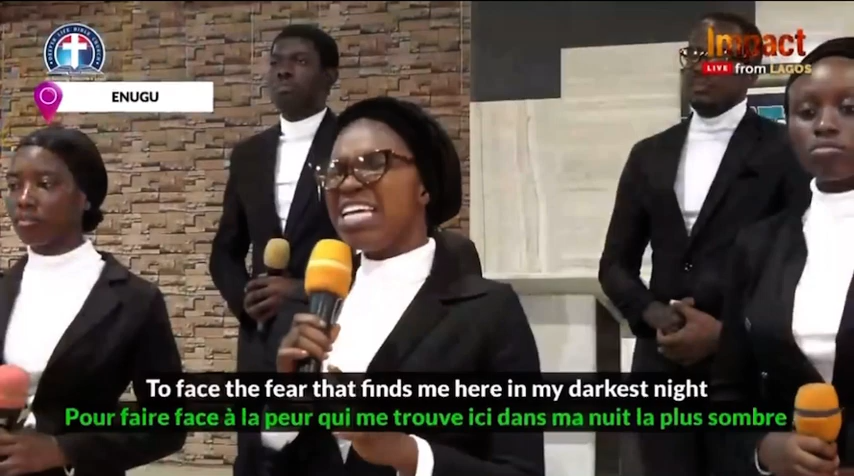 Impact
LIVE from LAGOS
ENUGU
To face the fear that finds me here in my darkest night
Pour faire face à la peur qui me trouve ici dans ma nuit la plus sombre